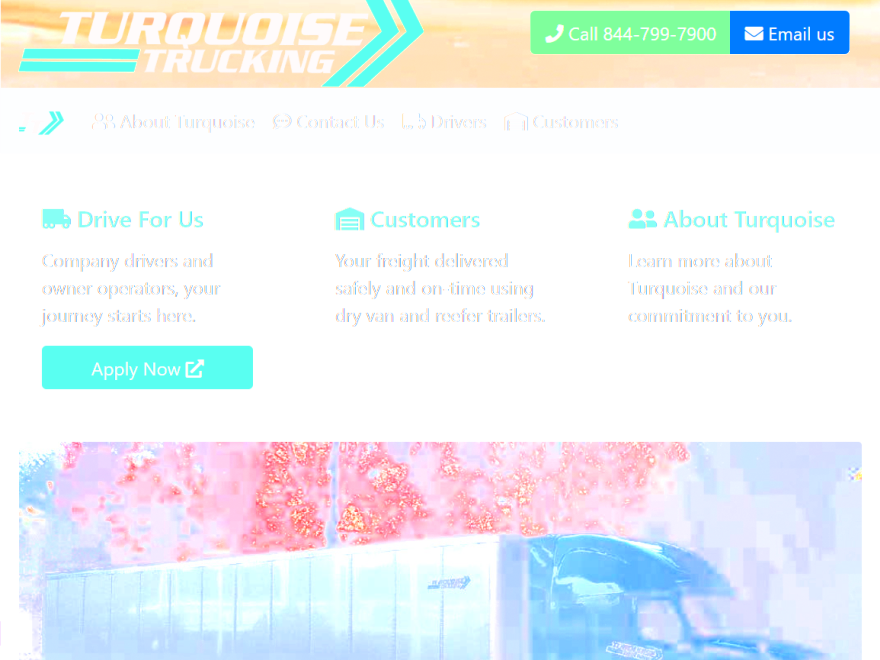 TURQUOISE
TRUCKING
Call 844-799-7900
Email us
About Turquoise
Contact Us
Drivers
Customers
Drive For Us
Company drivers and
owner operators, your
journey starts here.
Apply Now
Customers
Your freight delivered
safely and on-time using
dry van and reefer trailers.
About Turquoise
Learn more about
Turquoise and our
commitment to you.
TURQUOISE